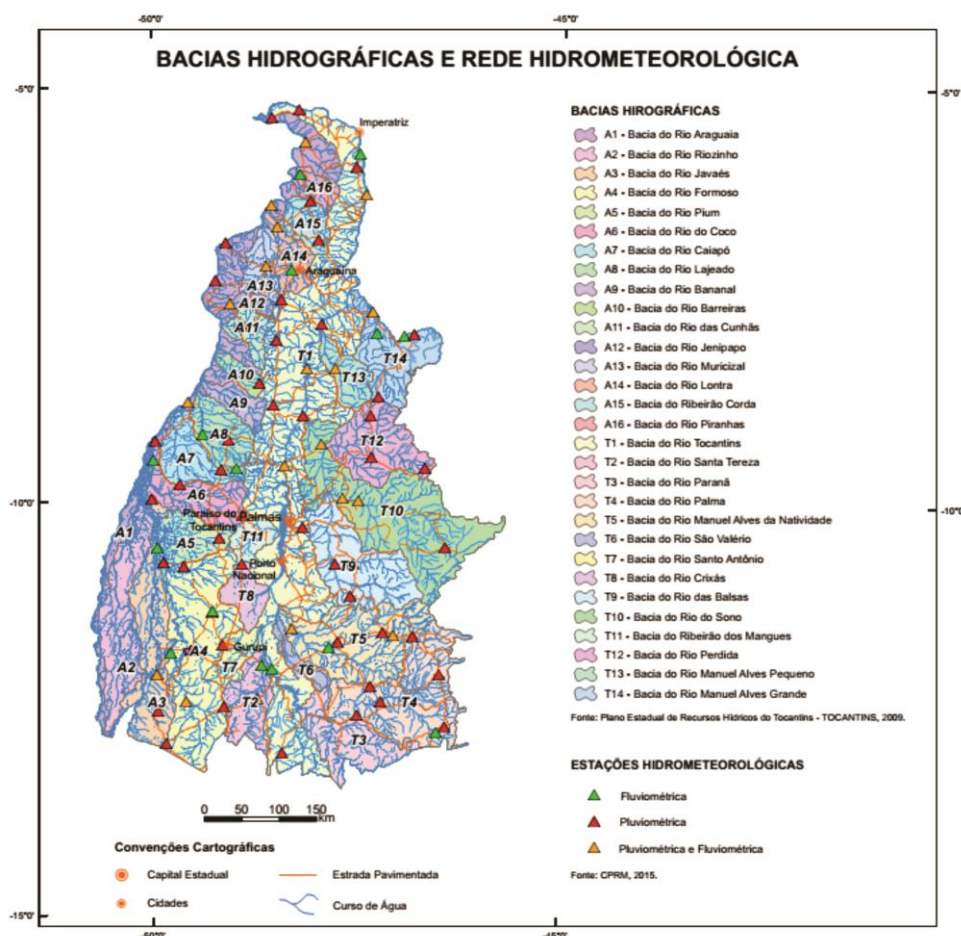 -50°0'
-45°0'
BACIAS HIDROGRÁFICAS E REDE HIDROMETEOROLÓGICA
-5°0'
-5°0'
BACIAS HIROGRÁFICAS
A1 - Bacia do Rio Araguaia
A2 - Bacia do Rio Riozinho
A3 - Bacia do Rio Javaés
A4 - Bacia do Rio Formoso
A5 - Bacia do Rio Pium
A6 - Bacia do Rio do Coco
A7 - Bacia do Rio Caiapó
A8 - Bacia do Rio Lajeado
A9 - Bacia do Rio Bananal
A10 - Bacia do Rio Barreiras
A11 - Bacia do Rio das Cunhãs
A12 - Bacia do Rio Jenipapo
A13 - Bacia do Rio Muricizal
A14 - Bacia do Rio Lontra
A15 - Bacia do Ribeirão Corda
A16 - Bacia do Rio Piranhas
T1 - Bacia do Rio Tocantins
T2 - Bacia do Rio Santa Tereza
T3 - Bacia do Rio Paranã
T4 - Bacia do Rio Palma
T5 - Bacia do Rio Manuel Alves da Natividade
T6 - Bacia do Rio São Valério
T7 - Bacia do Rio Santo Antônio
T8 - Bacia do Rio Crixás
T9 - Bacia do Rio das Balsas
T10 - Bacia do Rio do Sono
T11 - Bacia do Ribeirão dos Mangues
T12 - Bacia do Rio Perdida
T13 - Bacia do Rio Manuel Alves Pequeno
T14 - Bacia do Rio Manuel Alves Grande
Fonte: Plano Estadual de Recursos Hídricos do Tocantins - TOCANTINS, 2009.
Imperatriz
A16
A15
A14
Araguaína
A13
A12
A11
T1
T14
A10
T13
A9
A8
T12
A7
A6
-10°0'
-10°0'
Paraíso do
Tocantins
Palmas
T10
A1
A5
T11
Porto
Nacional
T9
T8
T5
A4
Gurupi
A2
T7
T6
A3
T2
T4
T3
0 50 100 150
km
ESTAÇÕES HIDROMETEOROLÓGICAS
Fluviométrica
Pluviométrica
Pluviométrica e Fluviométrica
Fonte: CPRM, 2015.
Convenções Cartográficas
Capital Estadual
Estrada Pavimentada
Cidades
Curso de Água
-15°0'
-15°0'
-50°0'
-45°0'